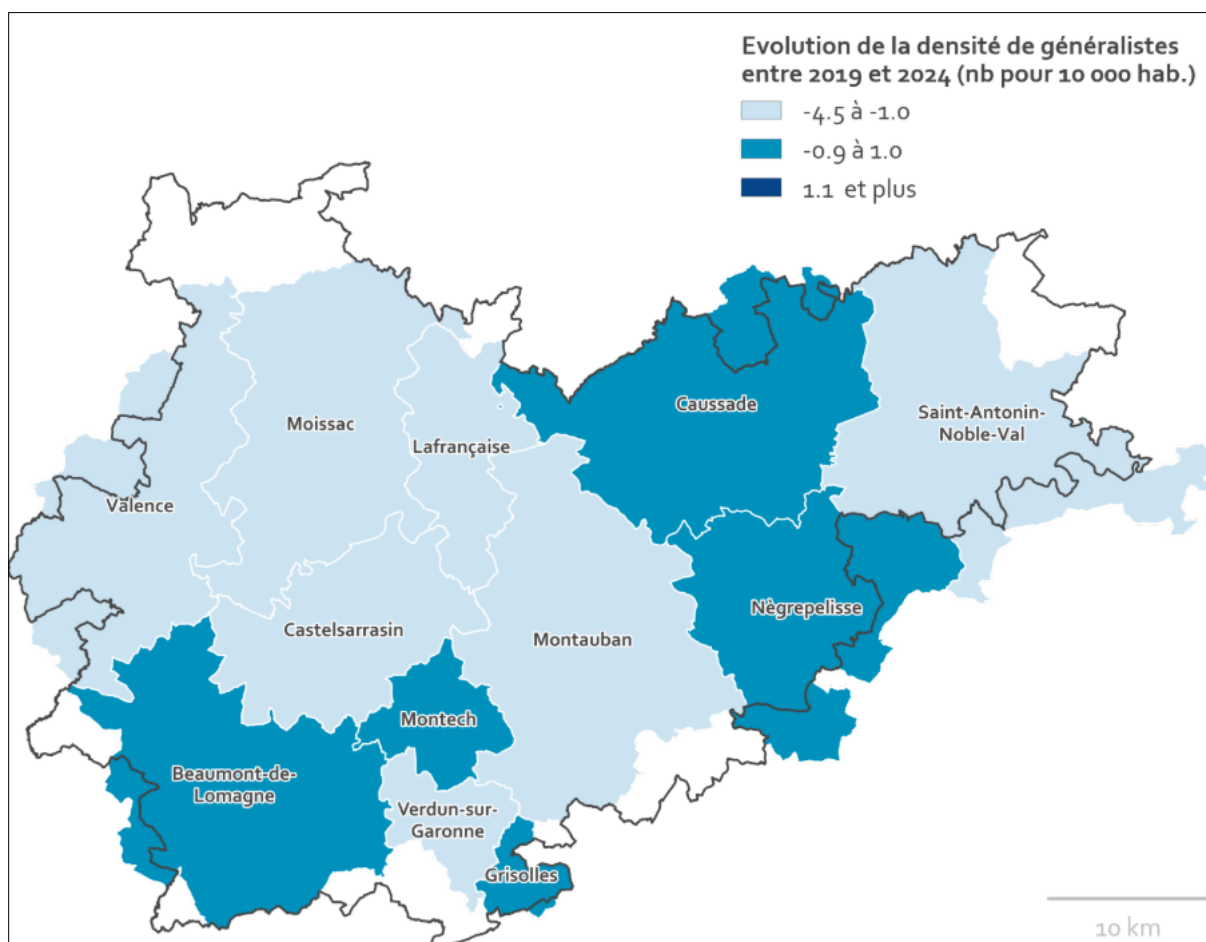 Evolution de la densité de généralistes
entre 2019 et 2024 (nb pour 10 000 hab.)
-4.5 à -1.0
-0.9 à 1.0
1.1 et plus
Moissac
Caussade
Saint-Antonin-
Noble-Val
Lafrançaise
Valence
Nègrepelisse
Castelsarrasin
Montauban
Montech
Beaumont-de-
Lomagne
Verdun-sur-
Garonne
Grisolles
10 km